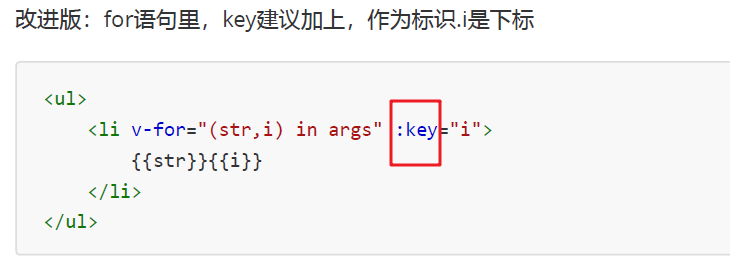 改进版：for语句里，key建议加上，作为标识.i是下标
<ul>
<li v-for="(str,i) in args" :key="i">
{{str}}{{i}}
</li>
</ul>